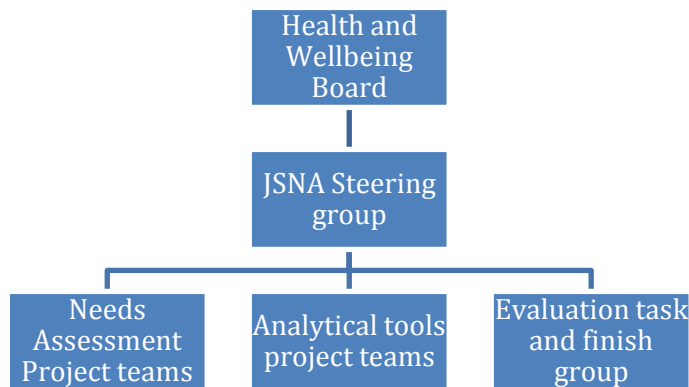 Health and
Wellbeing
Board
JSNA Steering
group
Needs
Assessment
Project teams
Analytical tools
project teams
Evaluation task
and finish
group